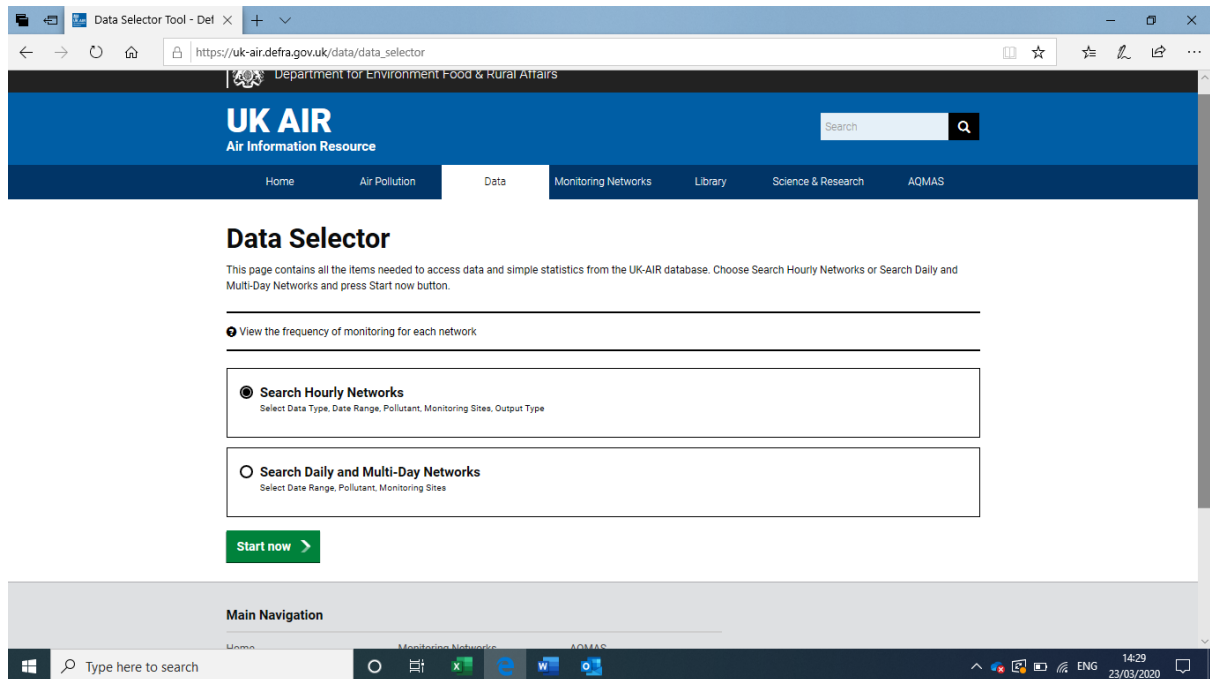 Data Selector Tool - Def
https://uk-air.defra.gov.uk/data/data_selector
Department for Environment Food & Rural Affairs
UK AIR
Air Information Resource
Search
Home Air Pollution Data Monitoring Networks Library Science & Research AQMAS
Data Selector
This page contains all the items needed to access data and simple statistics from the UK-AIR database. Choose Search Hourly Networks or Search Daily and
Multi-Day Networks and press Start now button.
View the frequency of monitoring for each network
Search Hourly Networks
Select Data Type, Date Range, Pollutant, Monitoring Sites, Output Type
Search Daily and Multi-Day Networks
Select Date Range, Pollutant, Monitoring Sites
Start now
Main Navigation
Home Monitoring Networks AQMAS
Type here to search
ENG
14:29
23/03/2020